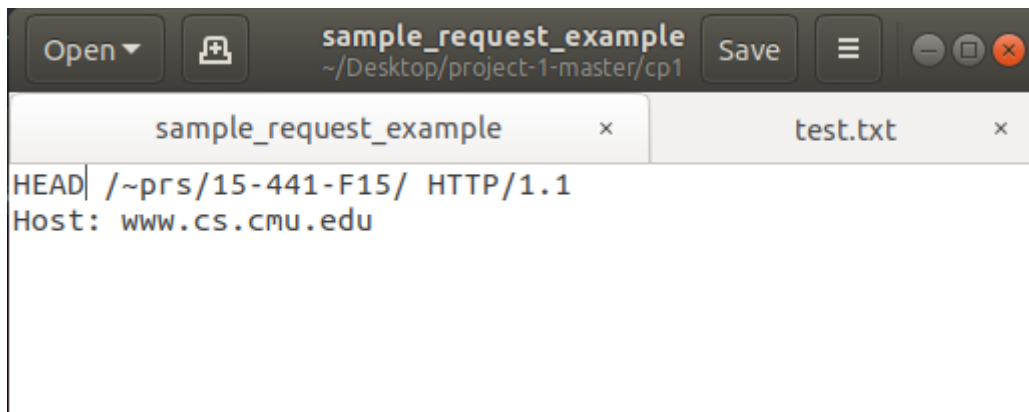 Open
sample_request_example
~/Desktop/project-1-master/cp1
Save
sample_request_example ×
test.txt ×
HEAD /~prs/15-441-F15/ HTTP/1.1
Host: www.cs.cmu.edu